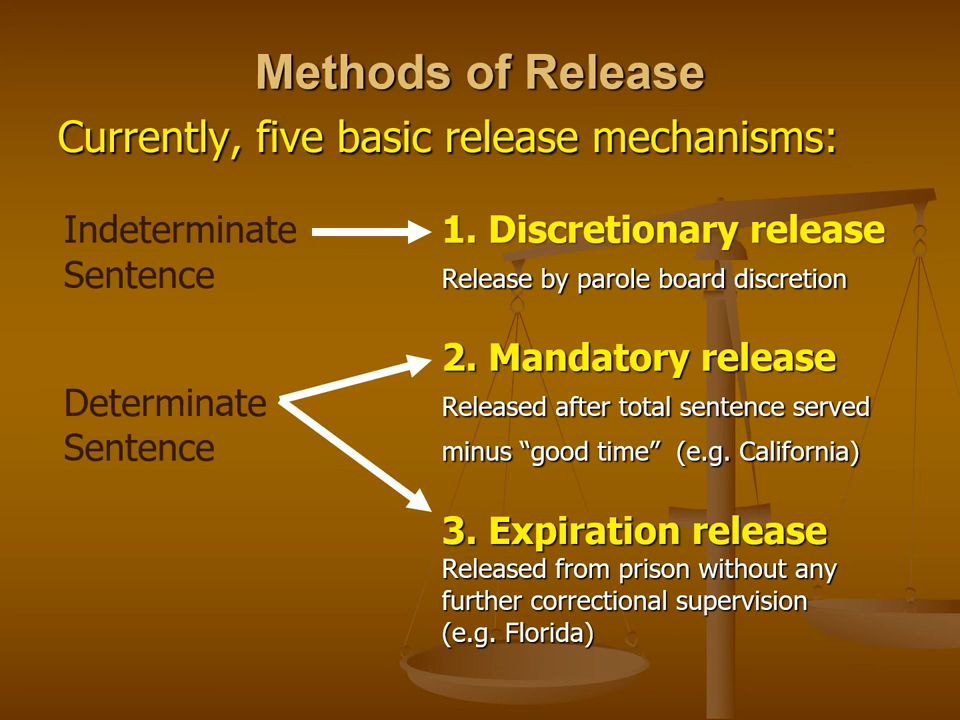 Methods of Release
Currently, five basic release mechanisms:
Indeterminate
Sentence
1. Discretionary release
Release by parole board discretion
Determinate
Sentence
2. Mandatory release
Released after total sentence served
minus “good time”  (e.g. California)
3. Expiration release
Released from prison without any
further correctional supervision
(e.g. Florida)